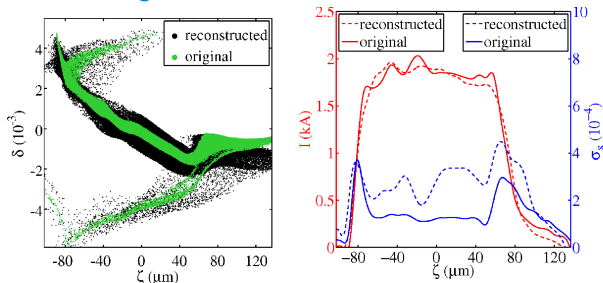 reconstructed
original
4
2
0
-2
-4
δ (10⁻³)
-80 -40 0 40 80 120
ζ (μm)
reconstructed
original
reconstructed
original
2.5
2
1.5
1
0.5
0
I (kA)
10
8
6
4
2
0
σₛ (10⁻⁴)
-80 -40 0 40 80 120
ζ (μm)